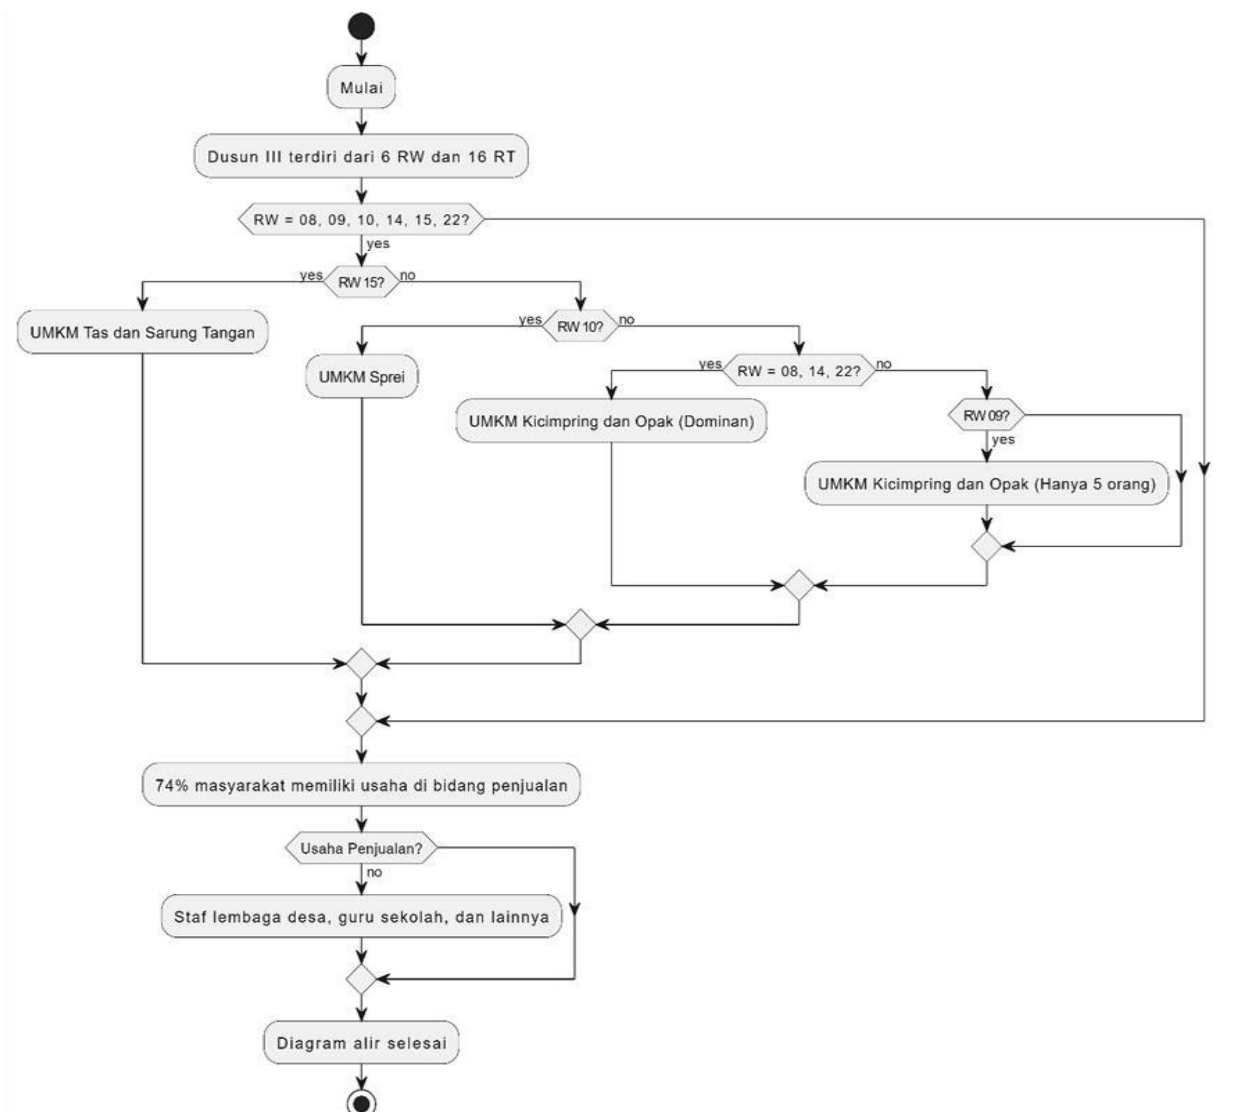 Mulai
Dusun III terdiri dari 6 RW dan 16 RT
RW = 08, 09, 10, 14, 15, 22?
yes
yes
RW 15?
no
UMKM Tas dan Sarung Tangan
yes
RW 10?
no
UMKM Sprei
yes
RW = 08, 14, 22?
no
UMKM Kicimpring dan Opak (Dominan)
RW 09?
yes
UMKM Kicimpring dan Opak (Hanya 5 orang)
74% masyarakat memiliki usaha di bidang penjualan
Usaha Penjualan?
no
Staf lembaga desa, guru sekolah, dan lainnya
Diagram alir selesai